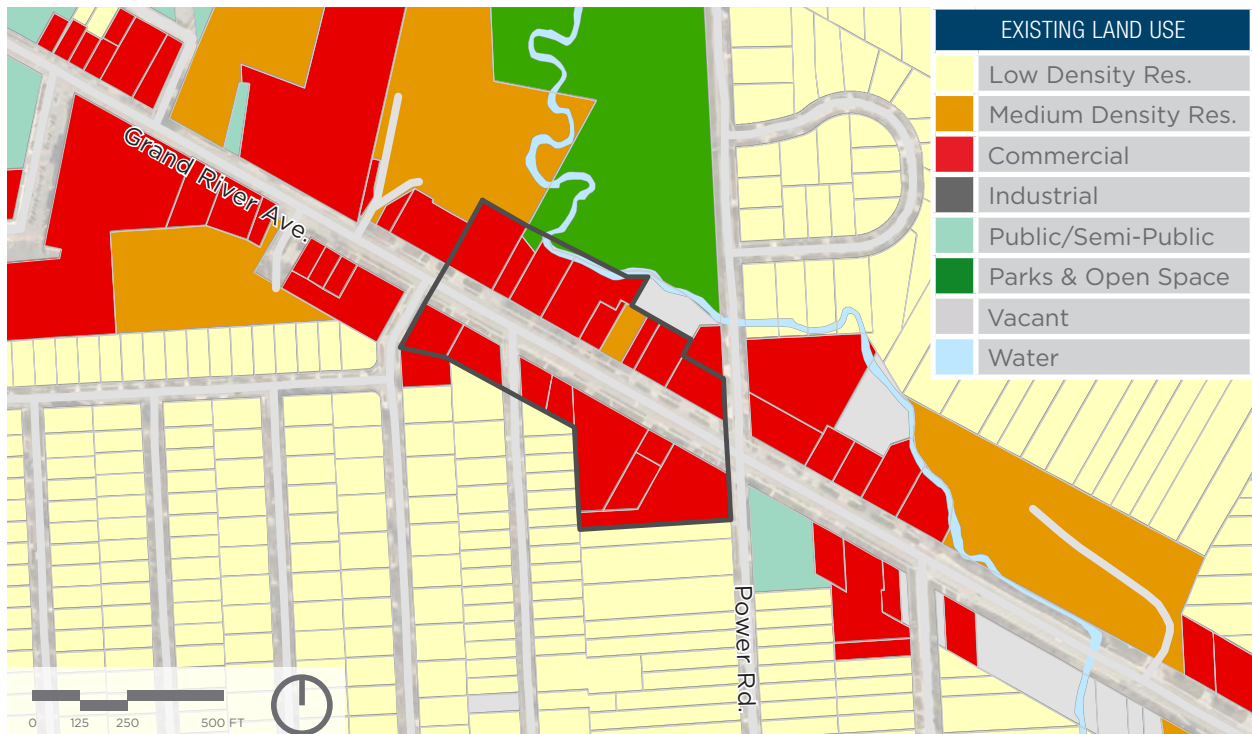 EXISTING LAND USE
Low Density Res.
Medium Density Res.
Commercial
Industrial
Public/Semi-Public
Parks & Open Space
Vacant
Water
Grand River Ave.
Power Rd.
0 125 250 500 FT